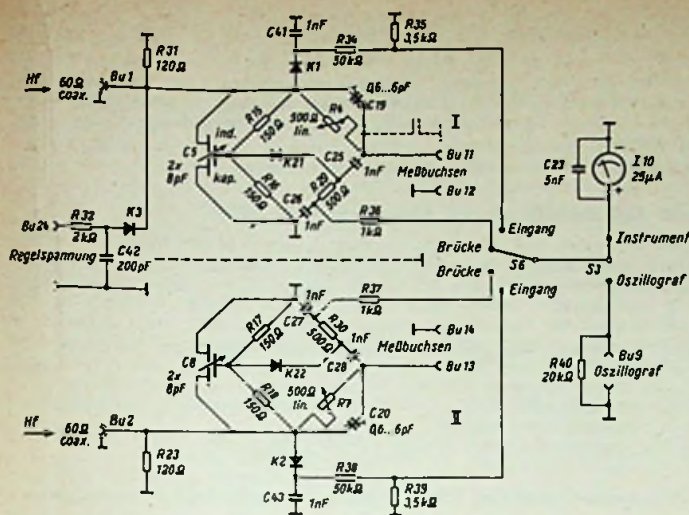 C41
1nF
R34
50kΩ
R35
3,5kΩ
R31
120Ω
Hf
60Ω
coax.
Bu1
K1
0,6...6pF
C19
R15
150Ω
500Ω
lin.
R4
I
C5
2x
8pF
ind.
kap.
K21
C25
1nF
Bu11
Meßbuchsen
Bu12
R16
150Ω
R29
500Ω
C26
1nF
R36
1kΩ
C23
5nF
I10
25µA
Bu24
R32
2kΩ
K3
C42
200pF
Regelspannung
Eingang
Brücke
S6
Brücke
Eingang
S3
Instrument
Oszillograf
R37
1kΩ
1nF
C27
R30
500Ω
1nF
C28
R17
150Ω
C8
2x
8pF
K22
Bu14
Meßbuchsen
Bu13
R18
150Ω
500Ω
lin.
R7
C20
0,6...6pF
II
R40
20kΩ
Bu9
Oszillograf
Hf
60Ω
coax.
Bu2
R23
120Ω
K2
C43
1nF
R38
50kΩ
R39
3,5kΩ